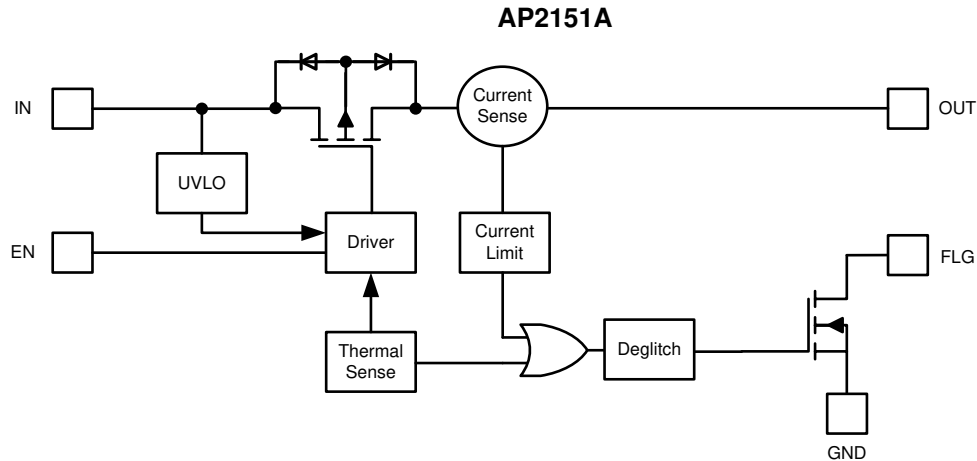 AP2151A
IN
Current
Sense
OUT
UVLO
EN
Driver
Current
Limit
FLG
Thermal
Sense
Deglitch
GND